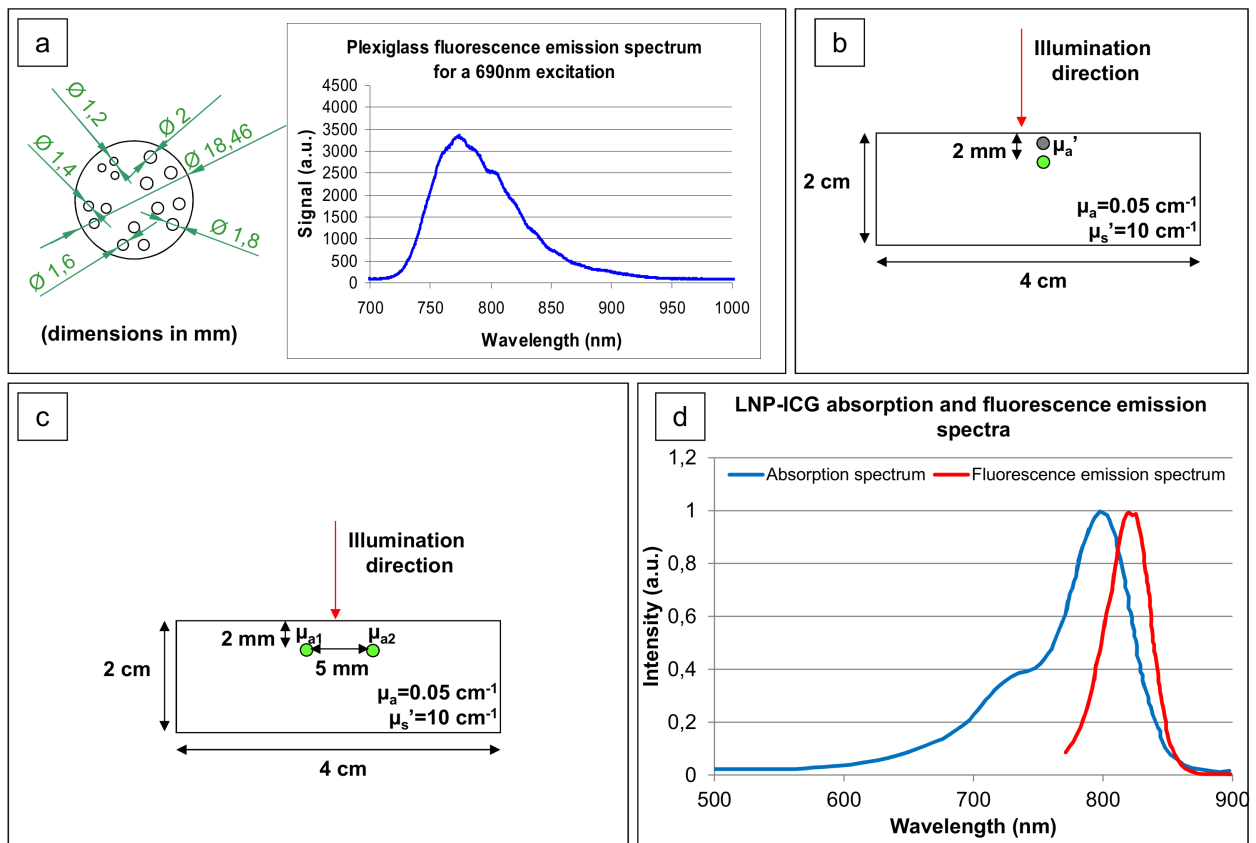 a
Plexiglass fluorescence emission spectrum
for a 690nm excitation
Signal (a.u.)
5000
4500
4000
3500
3000
2500
2000
1500
1000
500
0
700 750 800 850 900 950 1000
Wavelength (nm)
Ø 1,2
Ø 2
Ø 18,46
Ø 1,4
Ø 1,8
Ø 1,6
(dimensions in mm)
b
Illumination
direction
2 mm
µa’
2 cm
µa=0.05 cm-1
µs’=10 cm-1
4 cm
c
Illumination
direction
2 mm
µa1
µa2
5 mm
2 cm
µa=0.05 cm-1
µs’=10 cm-1
4 cm
d
LNP-ICG absorption and fluorescence emission
spectra
Absorption spectrum
Fluorescence emission spectrum
Intensity (a.u.)
1,2
1
0,8
0,6
0,4
0,2
0
500 600 700 800 900
Wavelength (nm)